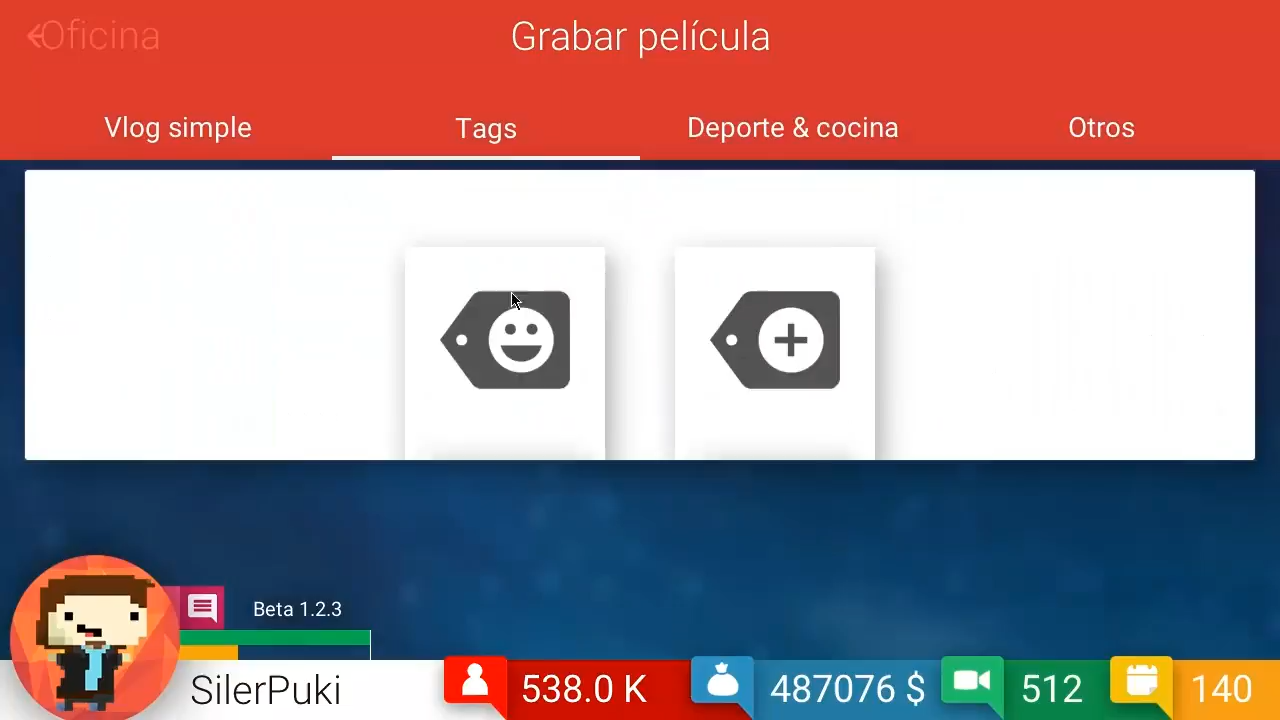 Oficina
Grabar película
Vlog simple
Tags
Deporte & cocina
Otros
Beta 1.2.3
SilerPuki
538.0 K
487076 $
512
140